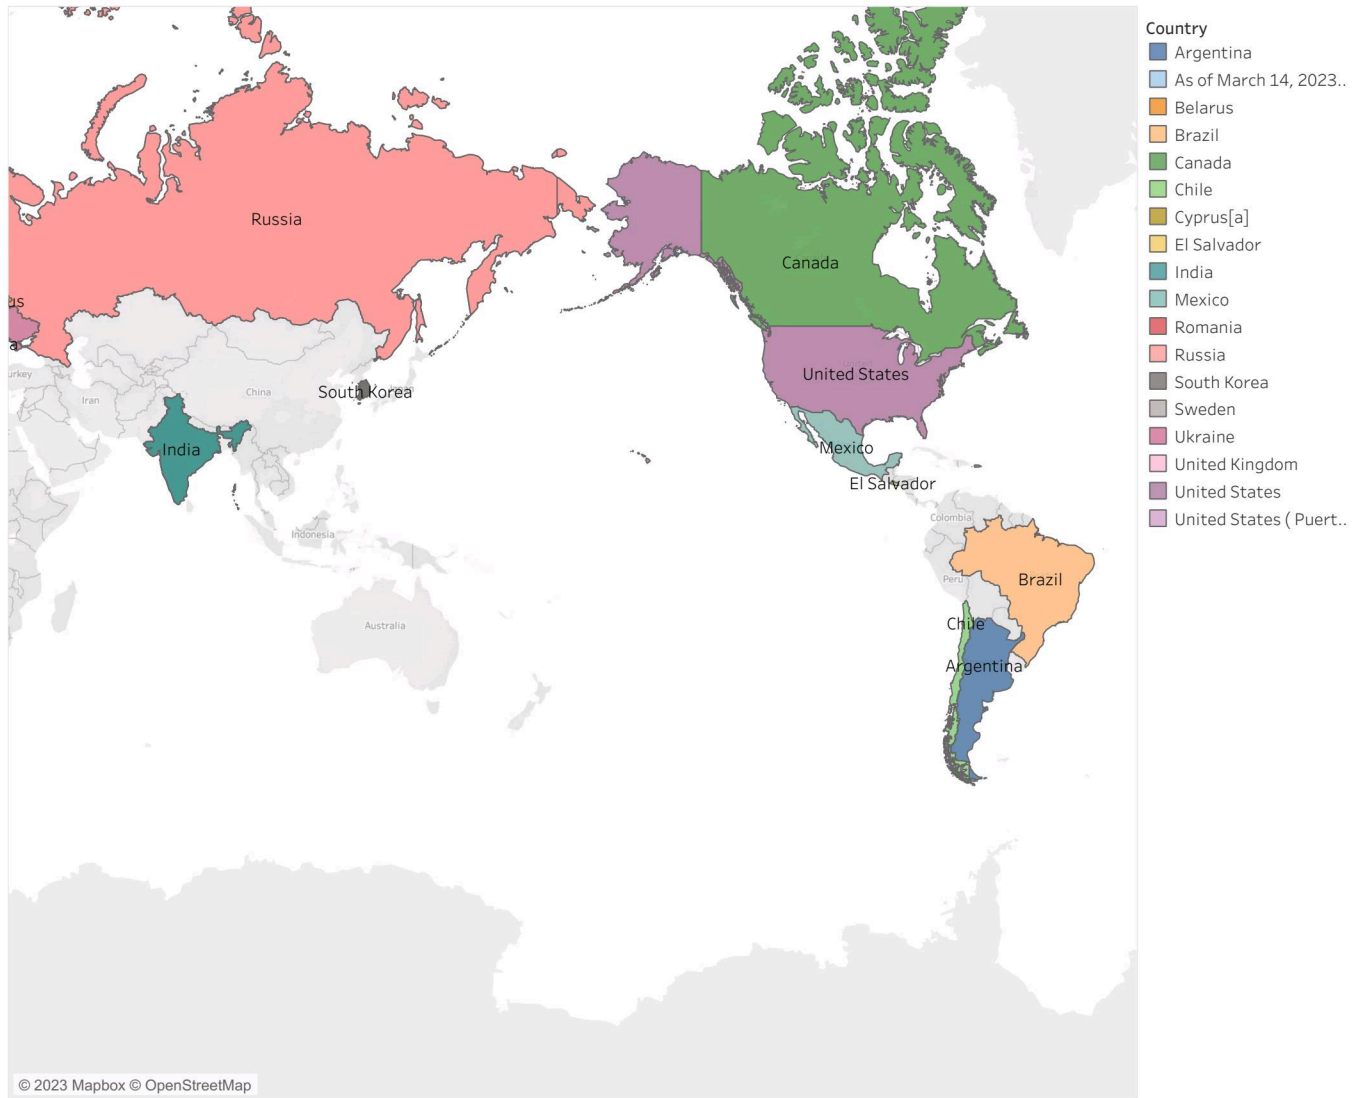 Country
Argentina
As of March 14, 2023..
Belarus
Brazil
Canada
Chile
Cyprus[a]
El Salvador
India
Mexico
Romania
Russia
South Korea
Sweden
Ukraine
United Kingdom
United States
United States ( Puert..
Russia
Canada
us
a
urkey
United States
Iran
China
South Korea
India
Mexico
El Salvador
Colombia
Indonesia
Peru
Brazil
Australia
Chile
Argentina
© 2023 Mapbox © OpenStreetMap